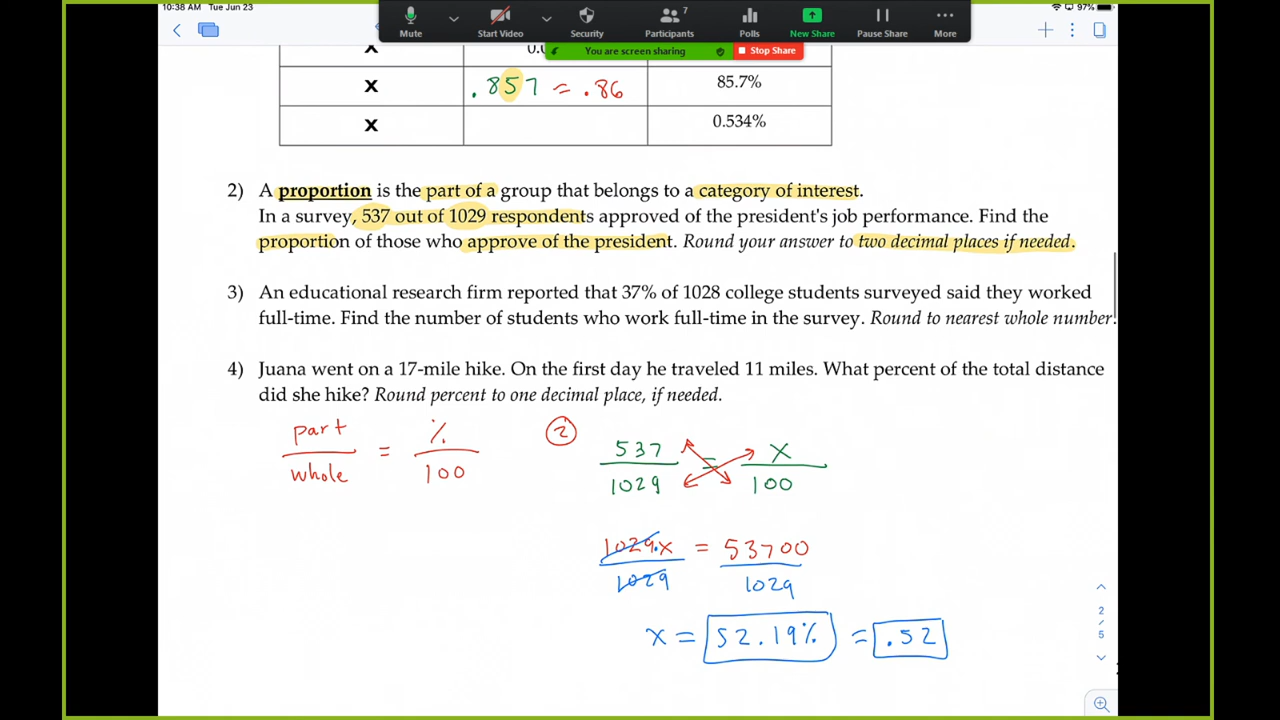 10:38 AM Tue Jun 23
97%
Mute
Start Video
Security
7
Participants
Polls
New Share
Pause Share
More
You are screen sharing
Stop Share
x
x .857 = .86 85.7%
x 0.534%
2) A proportion is the part of a group that belongs to a category of interest.
In a survey, 537 out of 1029 respondents approved of the president's job performance. Find the
proportion of those who approve of the president. Round your answer to two decimal places if needed.
3) An educational research firm reported that 37% of 1028 college students surveyed said they worked
full-time. Find the number of students who work full-time in the survey. Round to nearest whole number.
4) Juana went on a 17-mile hike. On the first day he traveled 11 miles. What percent of the total distance
did she hike? Round percent to one decimal place, if needed.
part
whole
=
%
100
2
537
1029
=
x
100
1029.x
1029
=
53700
1029
x = 52.19% = .52
2
/
5